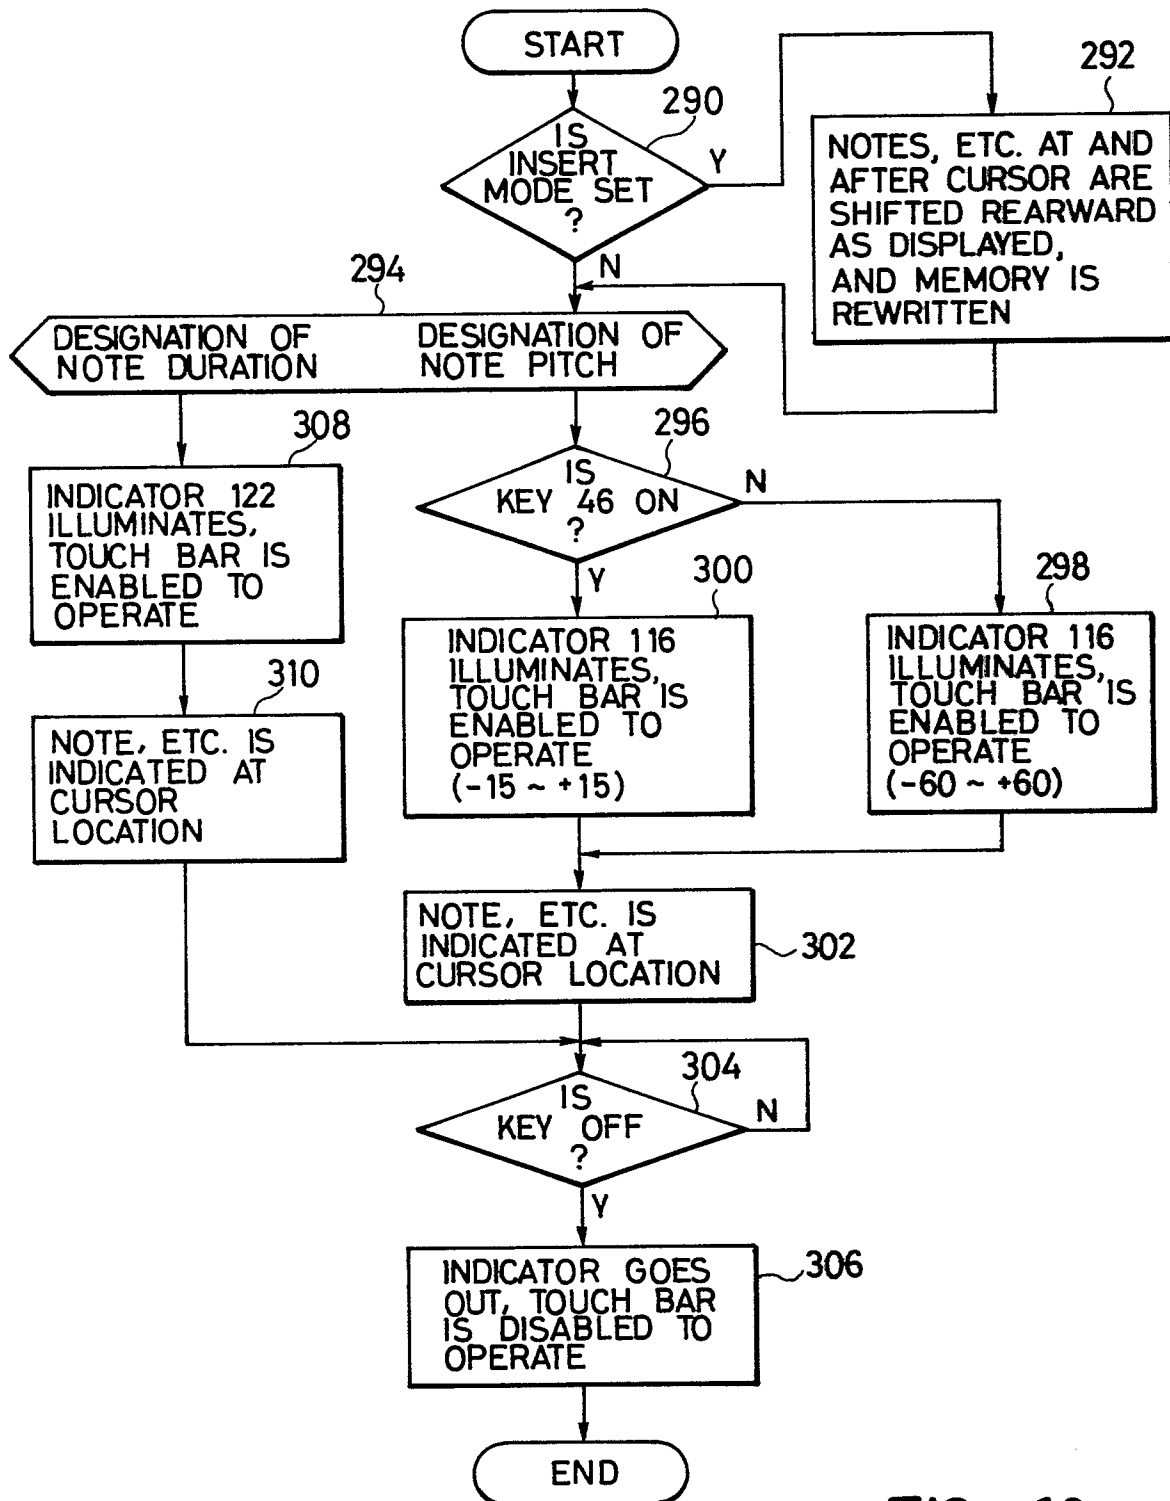 START
290
IS
INSERT
MODE SET
?
Y
N
292
NOTES, ETC. AT AND
AFTER CURSOR ARE
SHIFTED REARWARD
AS DISPLAYED,
AND MEMORY IS
REWRITTEN
294
DESIGNATION OF
NOTE DURATION
DESIGNATION OF
NOTE PITCH
308
INDICATOR 122
ILLUMINATES,
TOUCH BAR IS
ENABLED TO
OPERATE
310
NOTE, ETC. IS
INDICATED AT
CURSOR
LOCATION
296
IS
KEY 46 ON
?
N
Y
300
INDICATOR 116
ILLUMINATES,
TOUCH BAR IS
ENABLED TO
OPERATE
(-15 ~ +15)
298
INDICATOR 116
ILLUMINATES,
TOUCH BAR IS
ENABLED TO
OPERATE
(-60 ~ +60)
NOTE, ETC. IS
INDICATED AT
CURSOR LOCATION
302
304
IS
KEY OFF
?
N
Y
INDICATOR GOES
OUT, TOUCH BAR
IS DISABLED TO
OPERATE
306
END